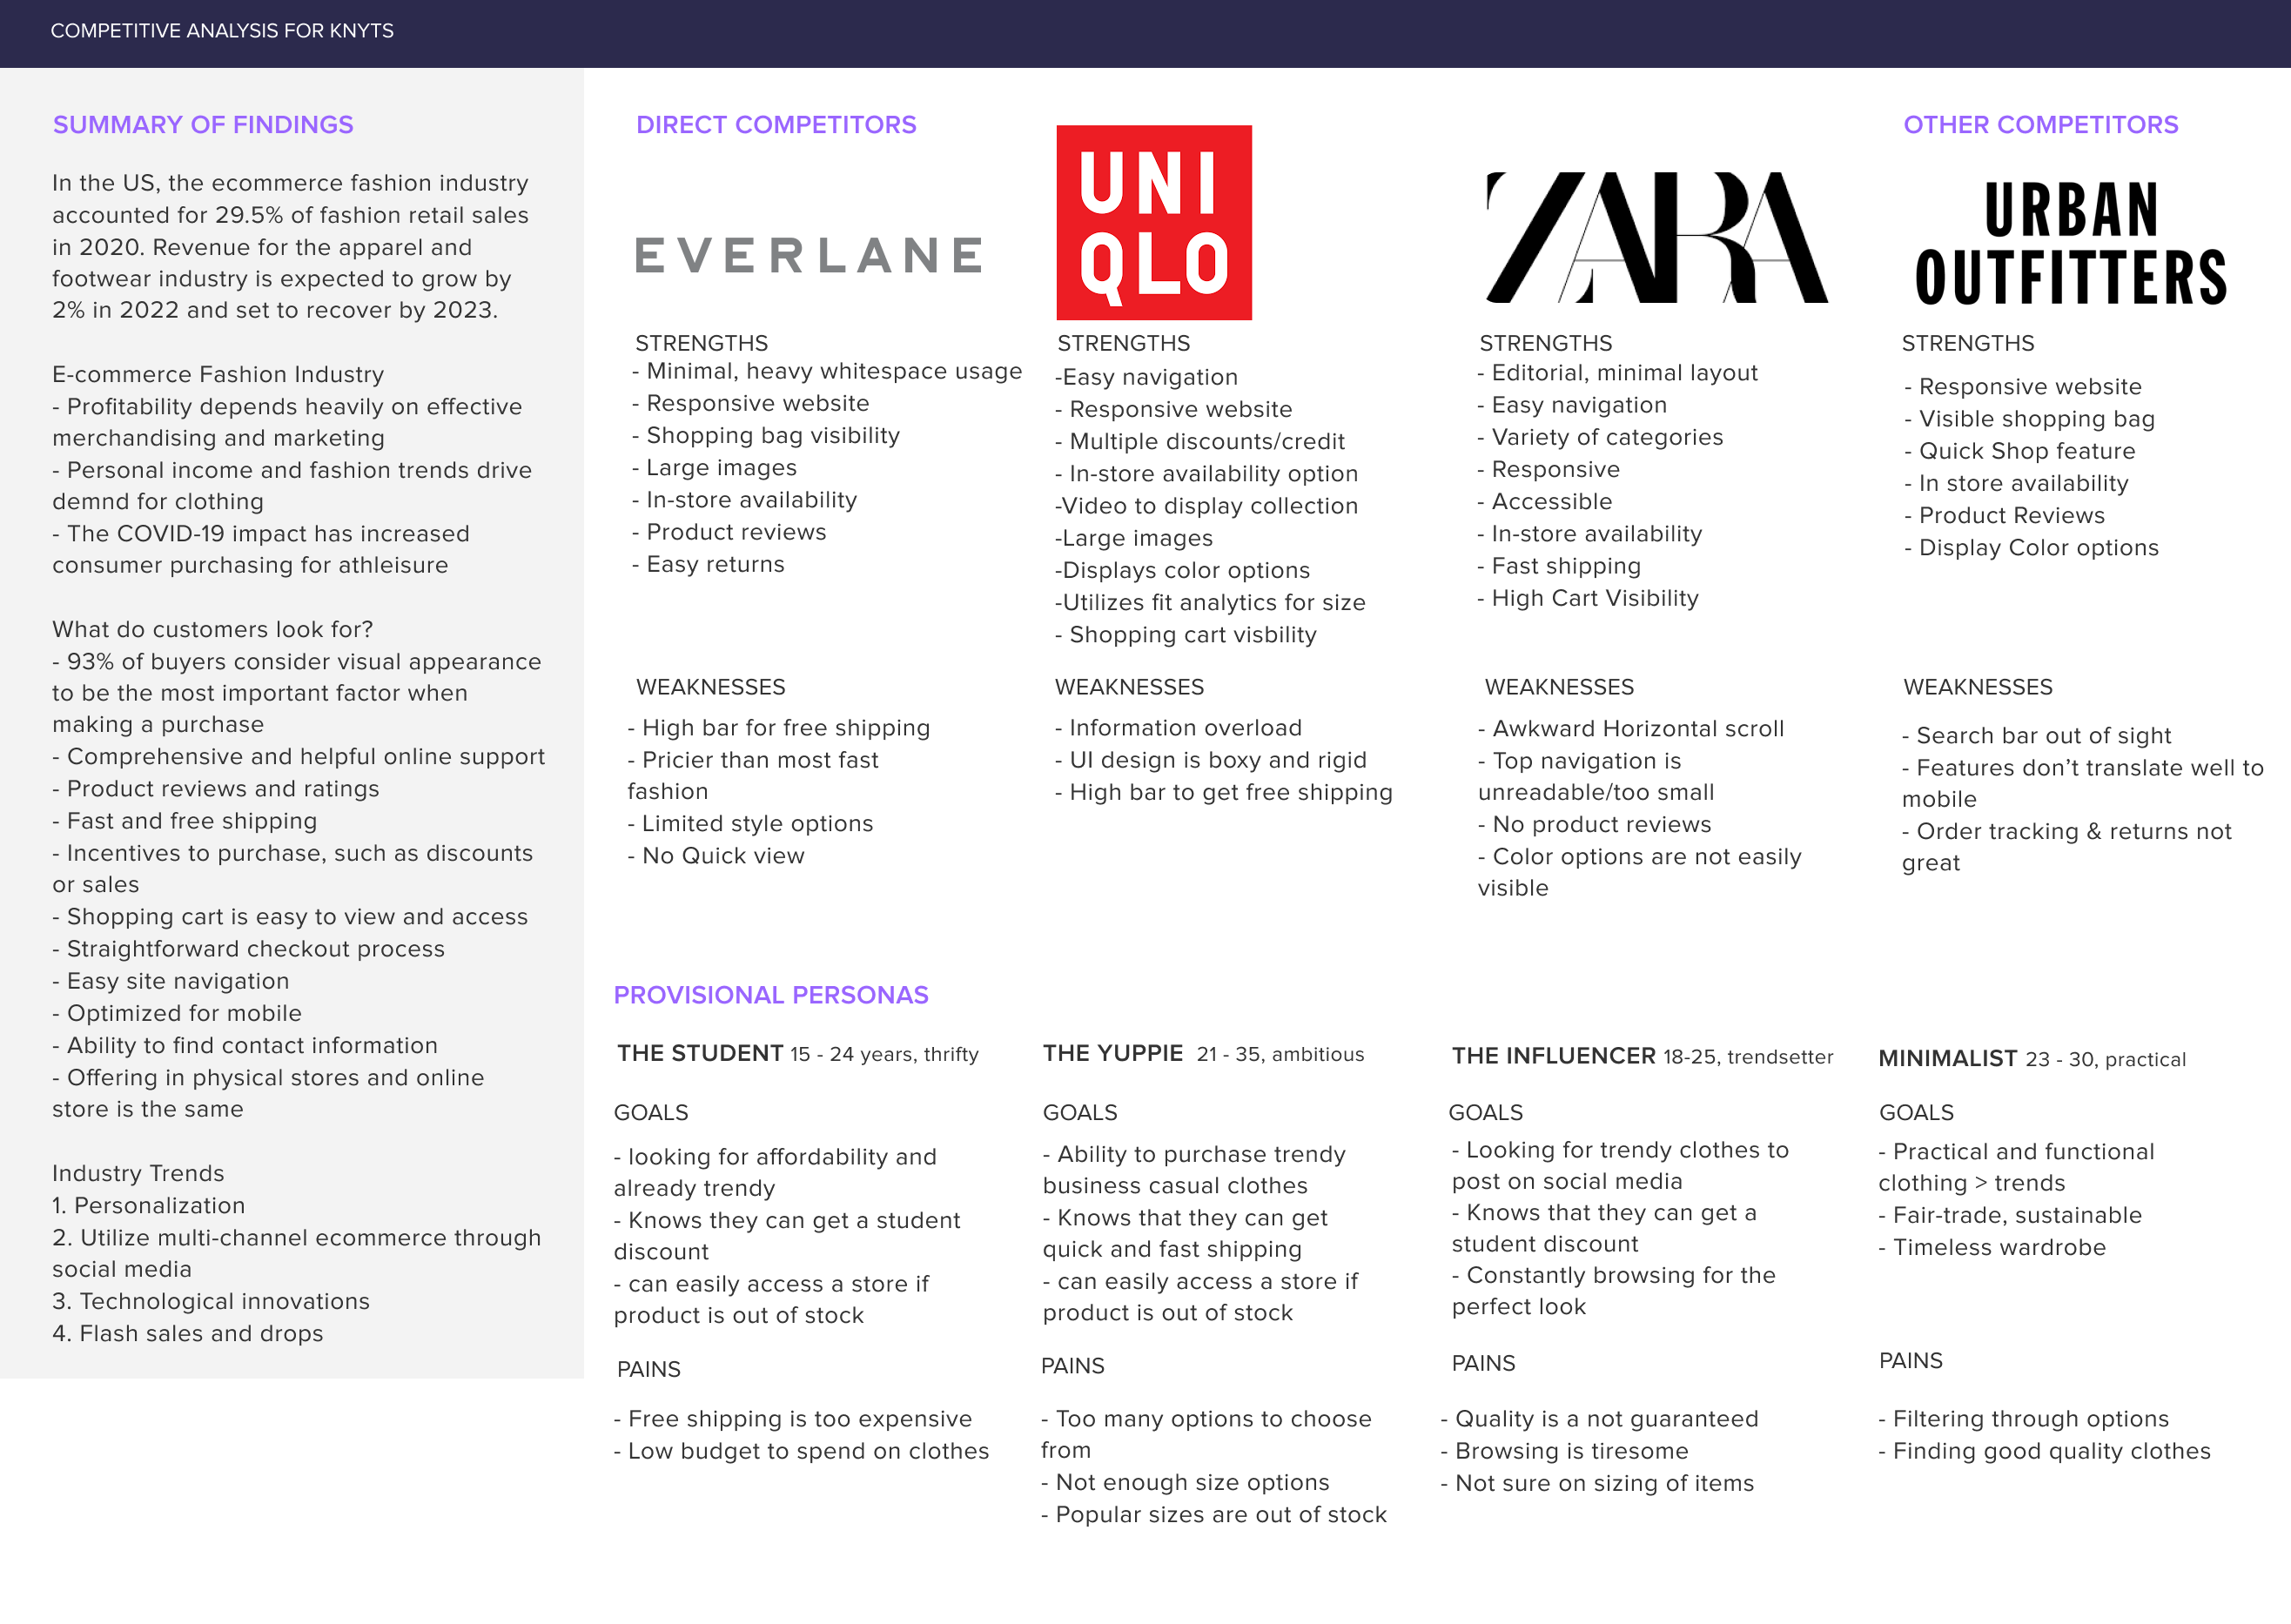 COMPETITIVE ANALYSIS FOR KNYTS
SUMMARY OF FINDINGS
In the US, the ecommerce fashion industry
accounted for 29.5% of fashion retail sales
in 2020. Revenue for the apparel and
footwear industry is expected to grow by
2% in 2022 and set to recover by 2023.
E-commerce Fashion Industry
- Profitability depends heavily on effective
merchandising and marketing
- Personal income and fashion trends drive
demnd for clothing
- The COVID-19 impact has increased
consumer purchasing for athleisure
What do customers look for?
- 93% of buyers consider visual appearance
to be the most important factor when
making a purchase
- Comprehensive and helpful online support
- Product reviews and ratings
- Fast and free shipping
- Incentives to purchase, such as discounts
or sales
- Shopping cart is easy to view and access
- Straightforward checkout process
- Easy site navigation
- Optimized for mobile
- Ability to find contact information
- Offering in physical stores and online
store is the same
Industry Trends
1. Personalization
2. Utilize multi-channel ecommerce through
social media
3. Technological innovations
4. Flash sales and drops
DIRECT COMPETITORS
EVERLANE
STRENGTHS
- Minimal, heavy whitespace usage
- Responsive website
- Shopping bag visibility
- Large images
- In-store availability
- Product reviews
- Easy returns
WEAKNESSES
- High bar for free shipping
- Pricier than most fast
fashion
- Limited style options
- No Quick view
UNI
QLO
STRENGTHS
-Easy navigation
- Responsive website
- Multiple discounts/credit
- In-store availability option
-Video to display collection
-Large images
-Displays color options
-Utilizes fit analytics for size
- Shopping cart visbility
WEAKNESSES
- Information overload
- UI design is boxy and rigid
- High bar to get free shipping
ZARA
STRENGTHS
- Editorial, minimal layout
- Easy navigation
- Variety of categories
- Responsive
- Accessible
- In-store availability
- Fast shipping
- High Cart Visibility
WEAKNESSES
- Awkward Horizontal scroll
- Top navigation is
unreadable/too small
- No product reviews
- Color options are not easily
visible
OTHER COMPETITORS
URBAN
OUTFITTERS
STRENGTHS
- Responsive website
- Visible shopping bag
- Quick Shop feature
- In store availability
- Product Reviews
- Display Color options
WEAKNESSES
- Search bar out of sight
- Features don’t translate well to
mobile
- Order tracking & returns not
great
PROVISIONAL PERSONAS
THE STUDENT 15 - 24 years, thrifty
GOALS
- looking for affordability and
already trendy
- Knows they can get a student
discount
- can easily access a store if
product is out of stock
PAINS
- Free shipping is too expensive
- Low budget to spend on clothes
THE YUPPIE 21 - 35, ambitious
GOALS
- Ability to purchase trendy
business casual clothes
- Knows that they can get
quick and fast shipping
- can easily access a store if
product is out of stock
PAINS
- Too many options to choose
from
- Not enough size options
- Popular sizes are out of stock
THE INFLUENCER 18-25, trendsetter
GOALS
- Looking for trendy clothes to
post on social media
- Knows that they can get a
student discount
- Constantly browsing for the
perfect look
PAINS
- Quality is a not guaranteed
- Browsing is tiresome
- Not sure on sizing of items
MINIMALIST 23 - 30, practical
GOALS
- Practical and functional
clothing > trends
- Fair-trade, sustainable
- Timeless wardrobe
PAINS
- Filtering through options
- Finding good quality clothes